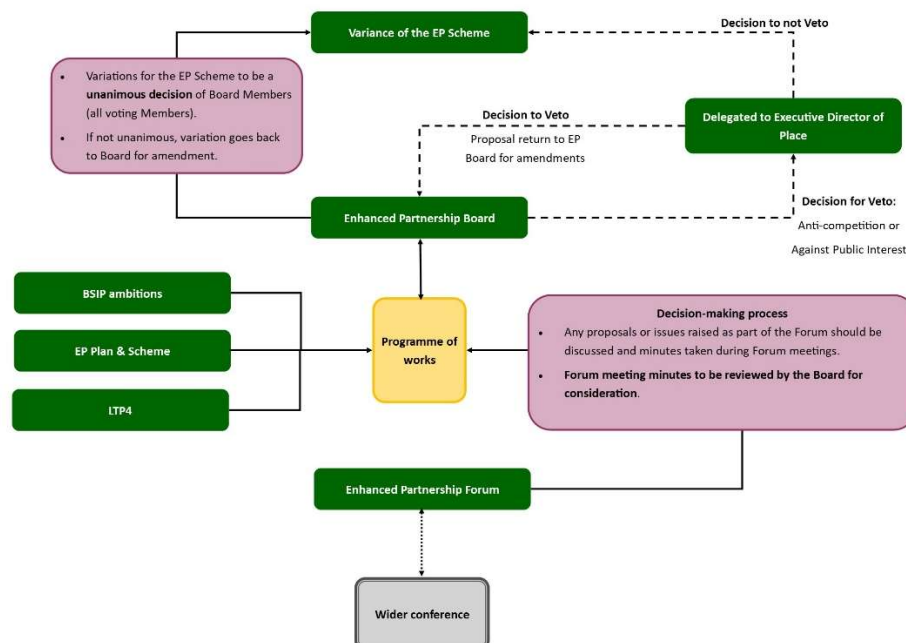 Decision to not Veto
Variance of the EP Scheme
• Variations for the EP Scheme to be a
unanimous decision of Board Members
(all voting Members).
• If not unanimous, variation goes back
to Board for amendment.
Decision to Veto
Proposal return to EP
Board for amendments
Delegated to Executive Director of
Place
Enhanced Partnership Board
Decision for Veto:
Anti-competition or
Against Public Interest
BSIP ambitions
EP Plan & Scheme
LTP4
Programme of
works
Decision-making process
• Any proposals or issues raised as part of the Forum should be
discussed and minutes taken during Forum meetings.
• Forum meeting minutes to be reviewed by the Board for
consideration.
Enhanced Partnership Forum
Wider conference